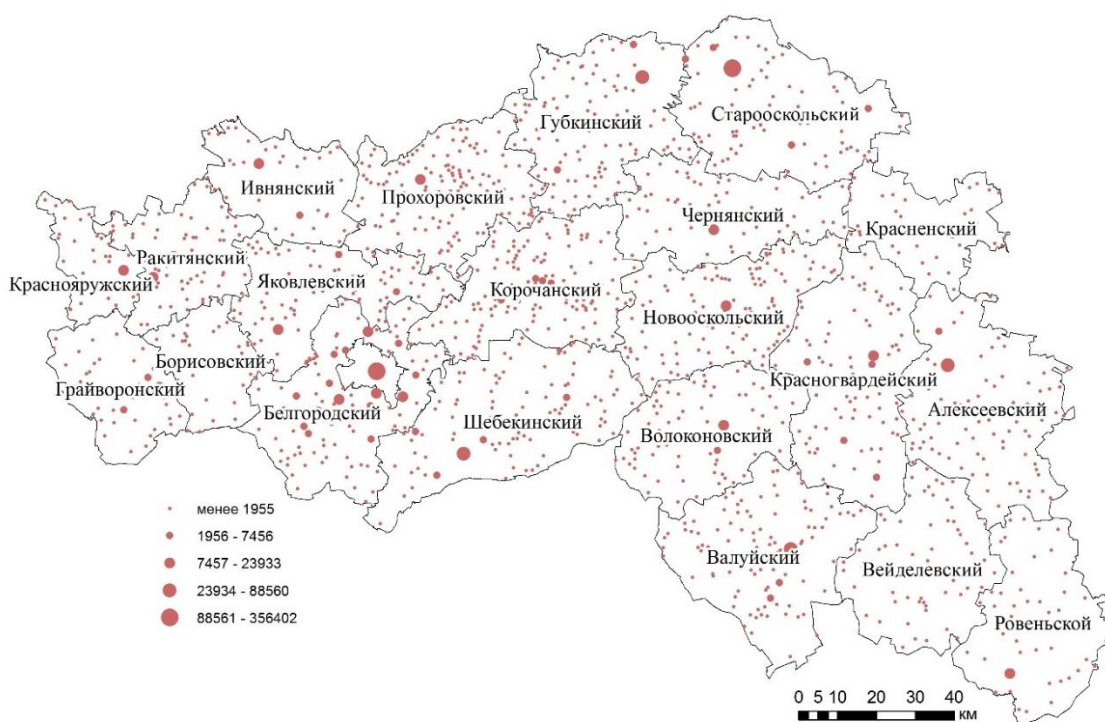 Губкинский
Старооскольский
Ивнянский
Прохоровский
Чернянский
Красненский
Ракитянский
Краснояружский
Яковлевский
Корочанский
Новооскольский
Борисовский
Грайворонский
Белгородский
Шебекинский
Красногвардейский
Алексеевский
Волоконовский
Валуйский
Вейделевский
Ровеньской
менее 1955
1956 - 7456
7457 - 23933
23934 - 88560
88561 - 356402
0 5 10 20 30 40
км